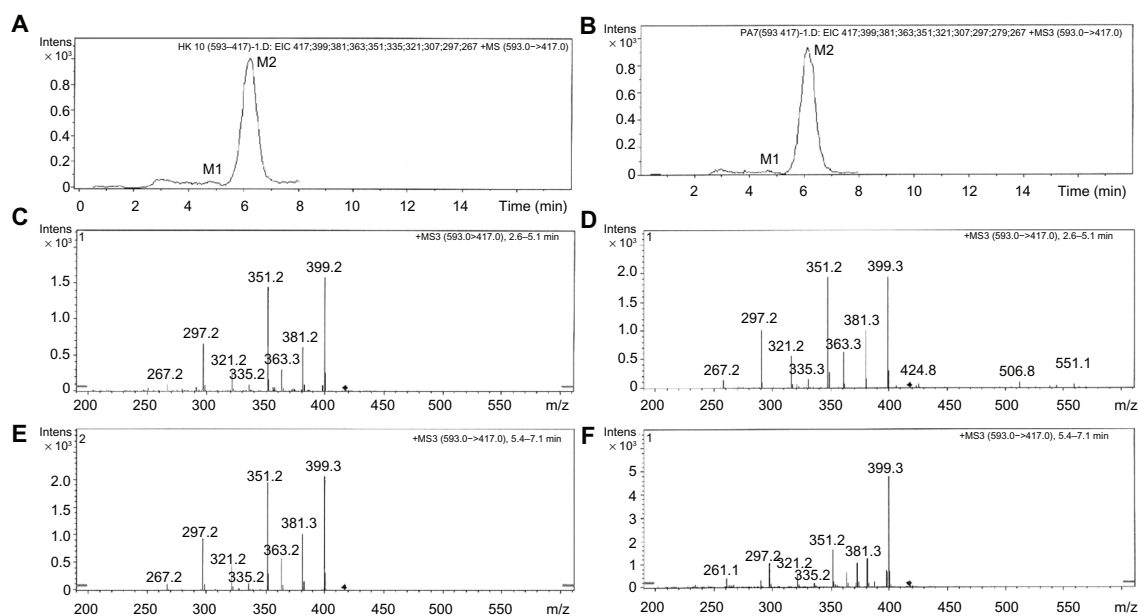 A
Intens
× 10³
HK 10 (593–417)-1.D: EIC 417;399;381;363;351;335;321;307;297;267 +MS (593.0->417.0)
M2
M1
0.8
0.6
0.4
0.2
0
0 2 4 6 8 10 12 14 Time (min)
B
Intens
× 10³
PA7(593 417)-1.D: EIC 417;399;381;363;351;321;307;297;279;267 +MS3 (593.0->417.0)
M2
M1
0.8
0.6
0.4
0.2
0
2 4 6 8 10 12 14 Time (min)
C
Intens
× 10³
1
+MS3 (593.0>417.0), 2.6–5.1 min
1.5
1.0
0.5
0
267.2
297.2
321.2
335.2
351.2
363.3
381.2
399.2
200 250 300 350 400 450 500 550 m/z
D
Intens
× 10³
1
+MS3 (593.0->417.0), 2.6–5.1 min
2.0
1.5
1.0
0.5
0
267.2
297.2
321.2
335.3
351.2
363.3
381.3
399.3
424.8
506.8
551.1
200 250 300 350 400 450 500 550 m/z
E
Intens
× 10³
2
+MS3 (593.0->417.0), 5.4–7.1 min
2.0
1.5
1.0
0.5
0.0
267.2
297.2
321.2
335.2
351.2
363.2
381.3
399.3
200 250 300 350 400 450 500 550 m/z
F
Intens
× 10³
1
+MS3 (593.0->417.0), 5.4–7.1 min
5
4
3
2
1
0
261.1
297.2
321.2
335.2
351.2
381.3
399.3
200 250 300 350 400 450 500 550 m/z